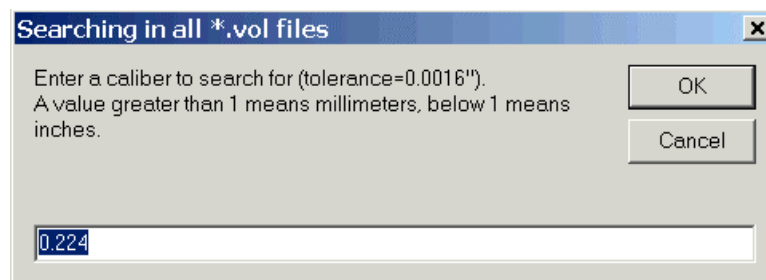 Searching in all *.vol files
Enter a caliber to search for (tolerance=0.0016").
A value greater than 1 means millimeters, below 1 means
inches.
OK
Cancel
0.224